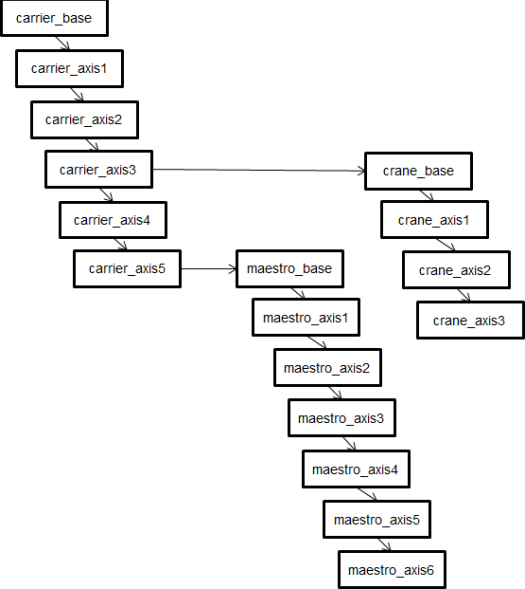 carrier_base
carrier_axis1
carrier_axis2
carrier_axis3
crane_base
carrier_axis4
crane_axis1
carrier_axis5
maestro_base
crane_axis2
maestro_axis1
crane_axis3
maestro_axis2
maestro_axis3
maestro_axis4
maestro_axis5
maestro_axis6